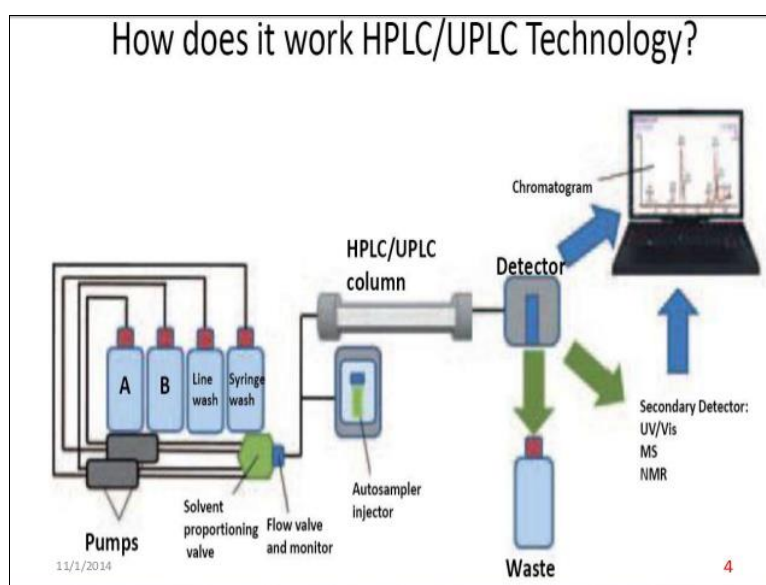 How does it work HPLC/UPLC Technology?
Chromatogram
HPLC/UPLC
column
Detector
A
B
Line
wash
Syringe
wash
Secondary Detector:
UV/Vis
MS
NMR
Autosampler
injector
Solvent
proportioning
valve
Flow valve
and monitor
Pumps
Waste
11/1/2014
4